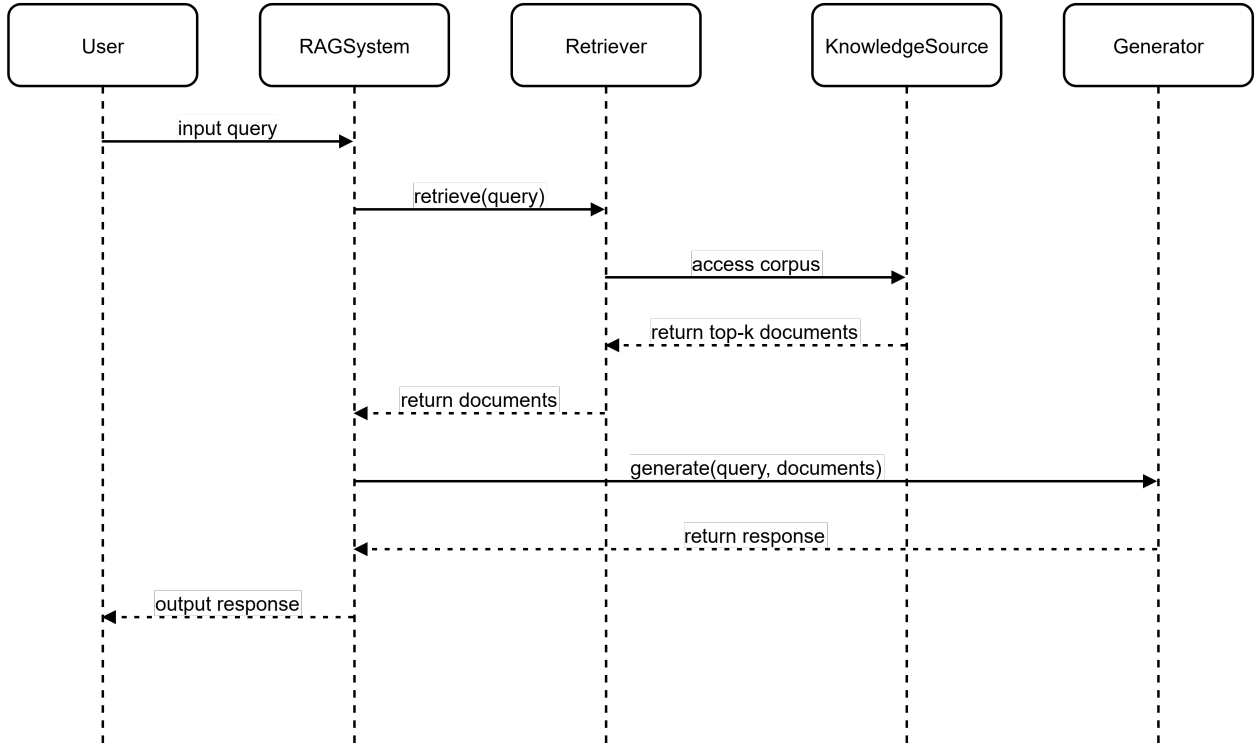 User
RAGSystem
Retriever
KnowledgeSource
Generator
input query
retrieve(query)
access corpus
return top-k documents
return documents
generate(query, documents)
return response
output response